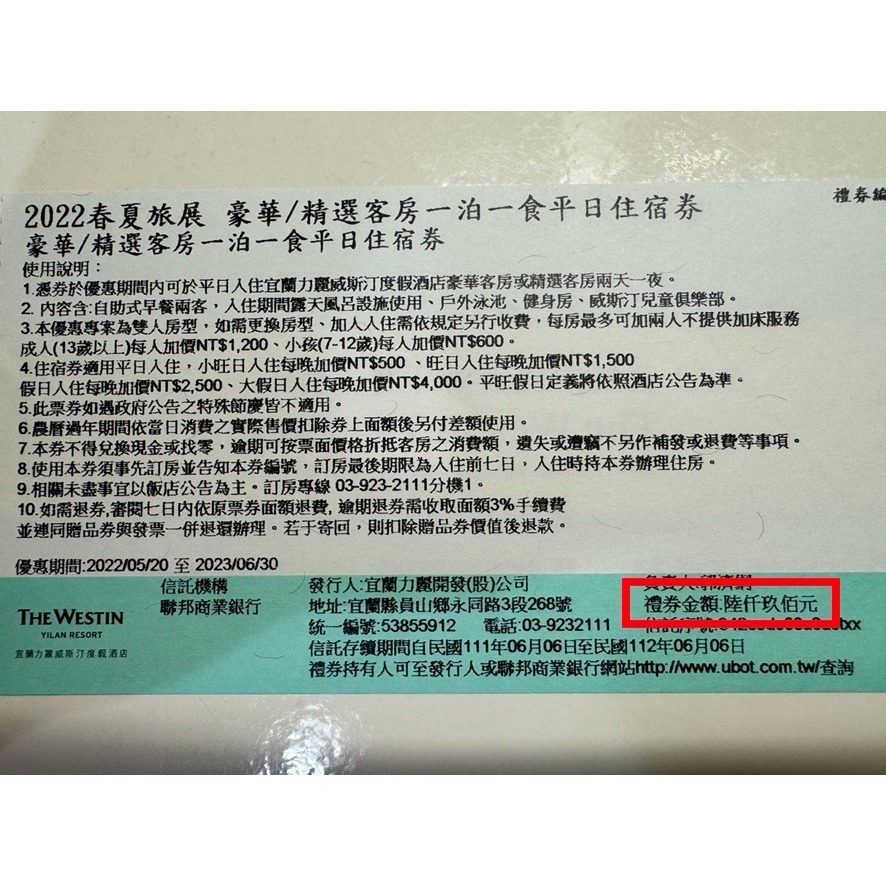 禮券編
2022春夏旅展 豪華/精選客房一泊一食平日住宿券
豪華/精選客房一泊一食平日住宿券
使用說明：
1.憑券於優惠期間內可於平日入住宜蘭力麗威斯汀度假酒店豪華客房或精選客房兩天一夜。
2. 內容含:自助式早餐兩客，入住期間露天風呂設施使用、戶外泳池、健身房、威斯汀兒童俱樂部。
3.本優惠專案為雙人房型，如需更換房型、加人入住需依規定另行收費，每房最多可加兩人不提供加床服務
成人(13歲以上)每人加價NT$1,200、小孩(7-12歲)每人加價NT$600。
4.住宿券適用平日入住，小旺日入住每晚加價NT$500 、旺日入住每晚加價NT$1,500
假日入住每晚加價NT$2,500、大假日入住每晚加價NT$4,000。平旺假日定義將依照酒店公告為準。
5.此票券如遇政府公告之特殊節慶皆不適用。
6.農曆過年期間依當日消費之實際售價扣除券上面額後另付差額使用。
7.本券不得兌換現金或找零，逾期可按票面價格折抵客房之消費額，遺失或遭竊不另作補發或退費等事項。
8.使用本券須事先訂房並告知本券編號，訂房最後期限為入住前七日，入住時持本券辦理住房。
9.相關未盡事宜以飯店公告為主。訂房專線 03-923-2111分機1。
10.如需退券,審閱七日內依原票券面額退費, 逾期退券需收取面額3%手續費
並連同贈品券與發票一併退還辦理。若于寄回，則扣除贈品券價值後退款。
優惠期間:2022/05/20 至 2023/06/30
THE WESTIN
YILAN RESORT
宜蘭力麗威斯汀度假酒店
信託機構
聯邦商業銀行
發行人:宜蘭力麗開發(股)公司
地址:宜蘭縣員山鄉永同路3段268號
禮券金額:陸仟玖佰元
統一編號:53855912 電話:03-9232111
信託存續期間自民國111年06月06日至民國112年06月06日
禮券持有人可至發行人或聯邦商業銀行網站http://www.ubot.com.tw/查詢